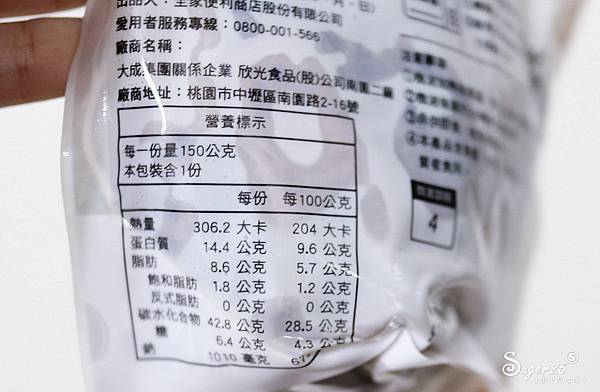 出品人：全家便利商店股份有限公司
愛用者服務專線：0800-001-566
廠商名稱：
大成集團關係企業 欣光食品(股)公司南園二廠
廠商地址：桃園市中壢區南園路2-16號
營養標示
每一份量150公克
本包裝含1份
每份 每100公克
熱量 306.2 大卡 204 大卡
蛋白質 14.4 公克 9.6 公克
脂肪 8.6 公克 5.7 公克
飽和脂肪 1.8 公克 1.2 公克
反式脂肪 0 公克 0 公克
碳水化合物 42.8 公克 28.5 公克
糖 6.4 公克 4.3 公克
鈉 1010 毫克
注意事項
4
Suger25